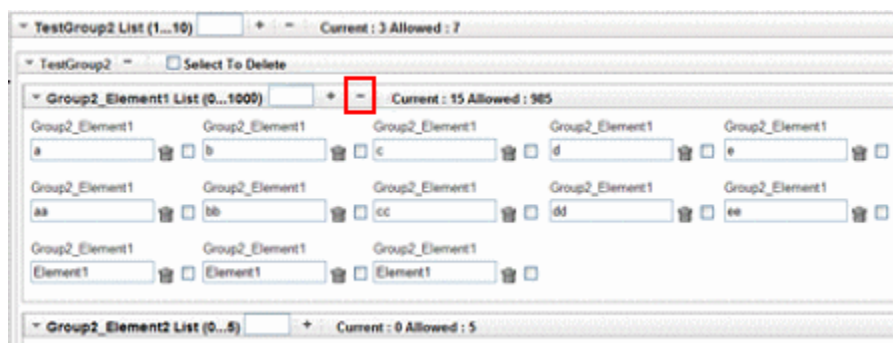 TestGroup2 List (1...10) + - Current : 3 Allowed : 7
TestGroup2 - Select To Delete
Group2_Element1 List (0...1000) + - Current : 15 Allowed : 985
Group2_Element1 Group2_Element1 Group2_Element1 Group2_Element1 Group2_Element1
a b c d e
Group2_Element1 Group2_Element1 Group2_Element1 Group2_Element1 Group2_Element1
aa bb cc dd ee
Group2_Element1 Group2_Element1 Group2_Element1
Element1 Element1 Element1
Group2_Element2 List (0...5) + Current : 0 Allowed : 5